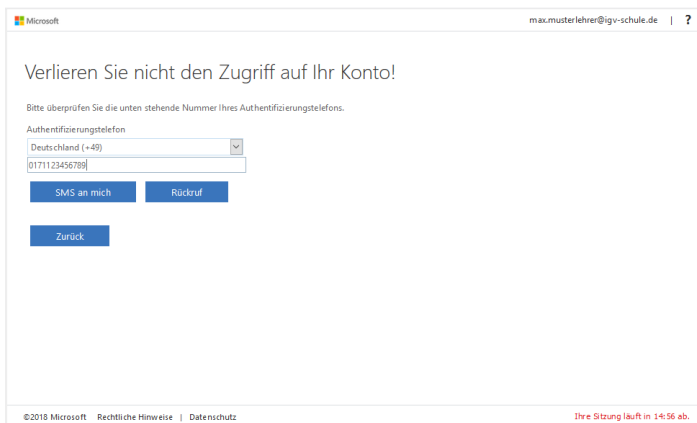 Microsoft max.musterlehrer@igv-schule.de | ?
Verlieren Sie nicht den Zugriff auf Ihr Konto!
Bitte überprüfen Sie die unten stehende Nummer Ihres Authentifizierungstelefons.
Authentifizierungstelefon
Deutschland (+49)
0171123456789
SMS an mich Rückruf
Zurück
©2018 Microsoft Rechtliche Hinweise | Datenschutz Ihre Sitzung läuft in 14:56 ab.